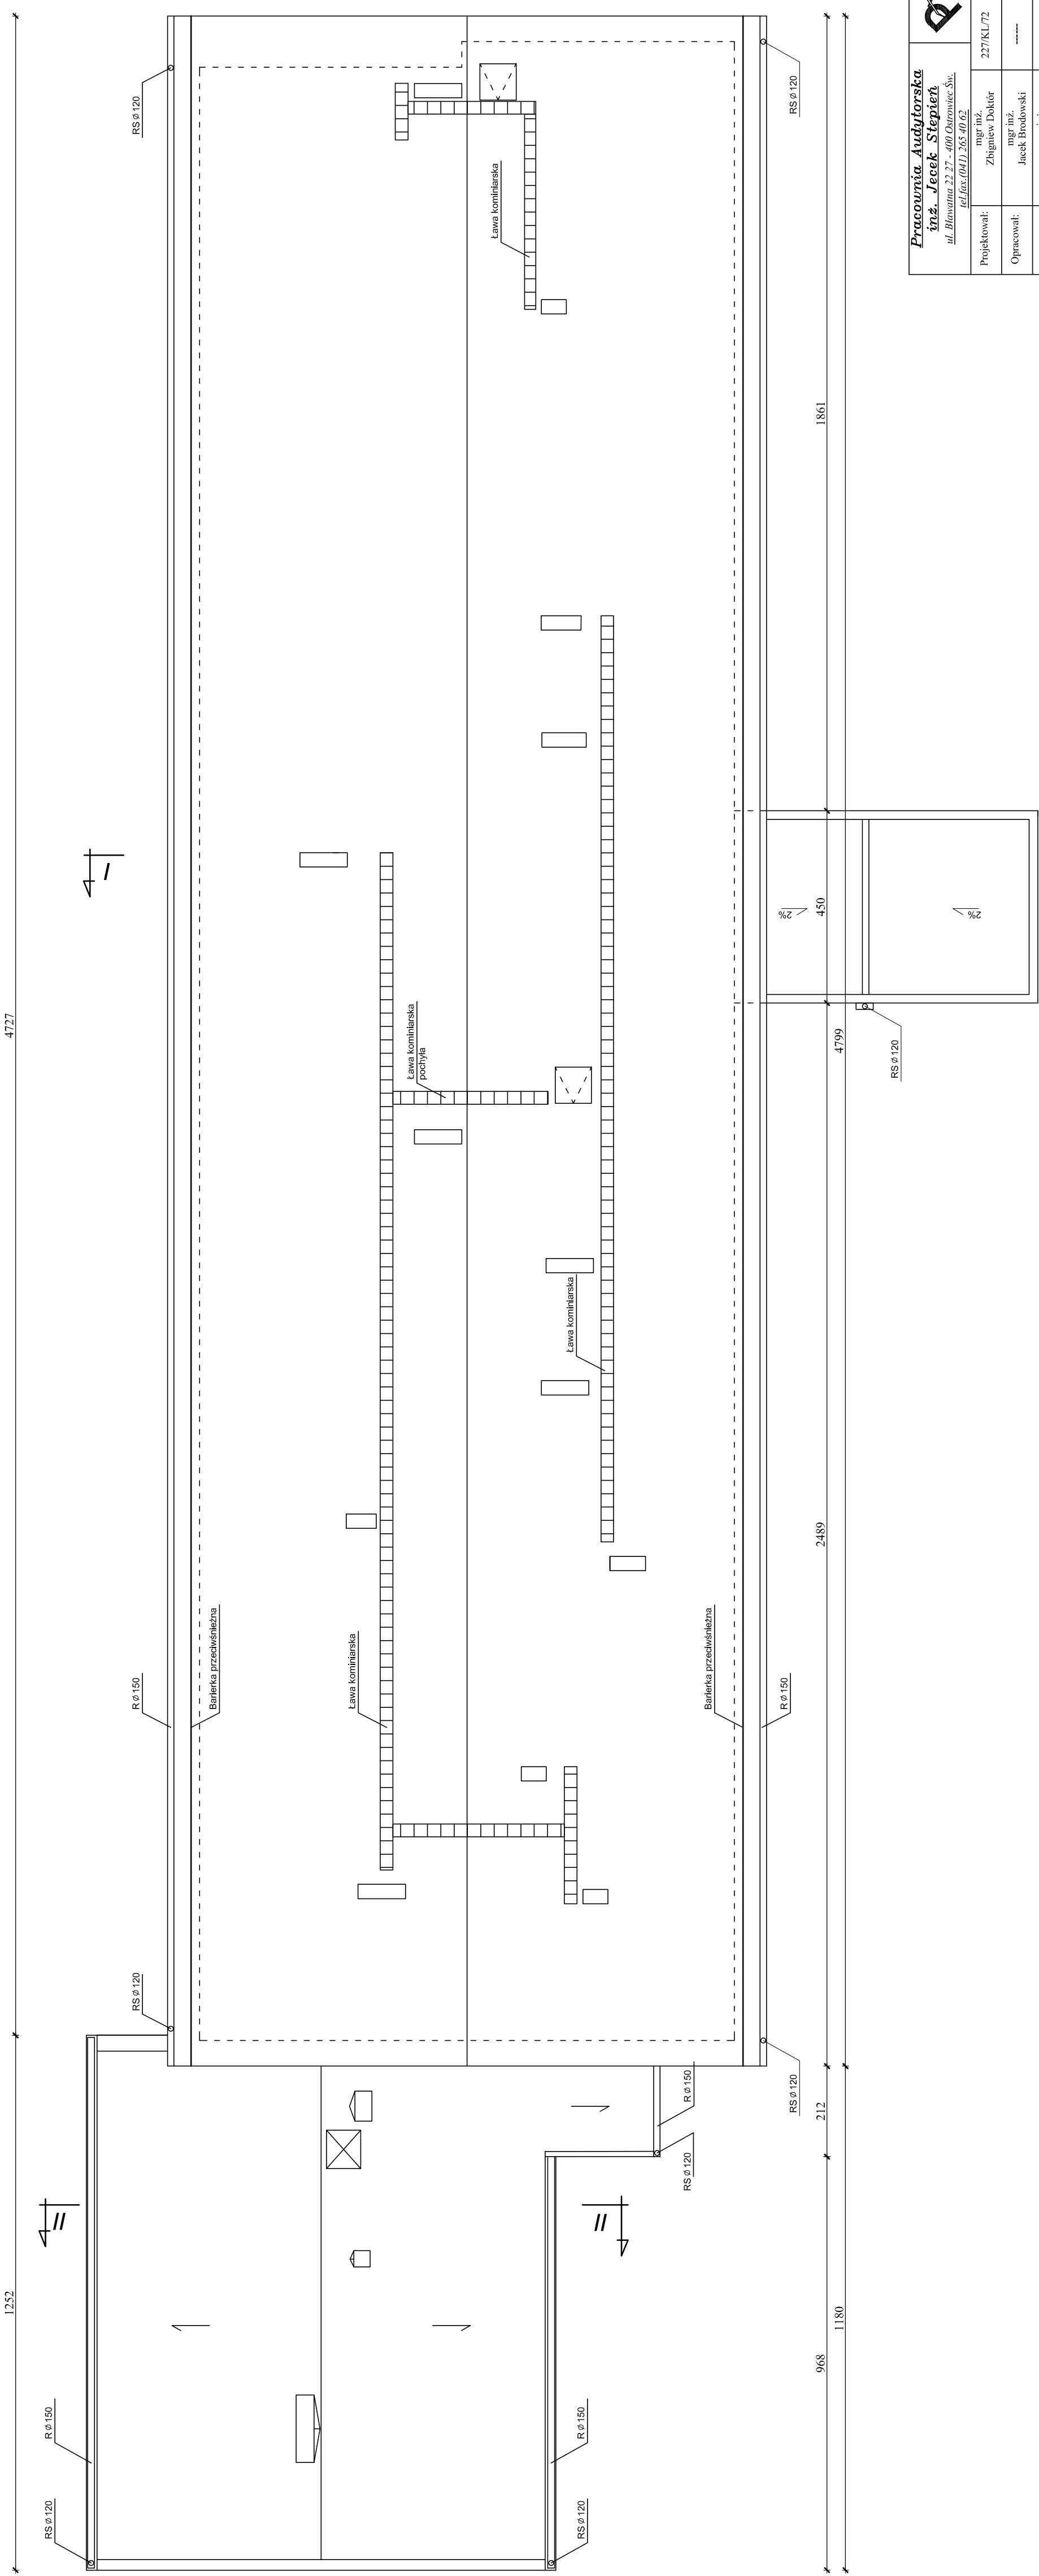 1252
4727
RS Ø 120
R Ø 150
RS Ø 120
R Ø 150
RS Ø 120
II
I
Barierka przeciwśnieżna
Ława kominiarska
Ława kominiarska
pochyła
Ława kominiarska
Ława kominiarska
RS Ø 120
R Ø 150
II
RS Ø 120
R Ø 150
Barierka przeciwśnieżna
R Ø 150
RS Ø 120
RS Ø 120
2%
2%
RS Ø 120
968
212
2489
450
1861
1180
4799
Pracownia Audytorska
inż. Jecek Stępień
ul. Bławatna 22 27 - 400 Ostrowiec Św.
tel.fax.(041) 265 40 62
Projektował:
mgr inż.
Zbigniew Doktór
227/KL/72
Opracował:
mgr inż.
Jacek Brodowski
------